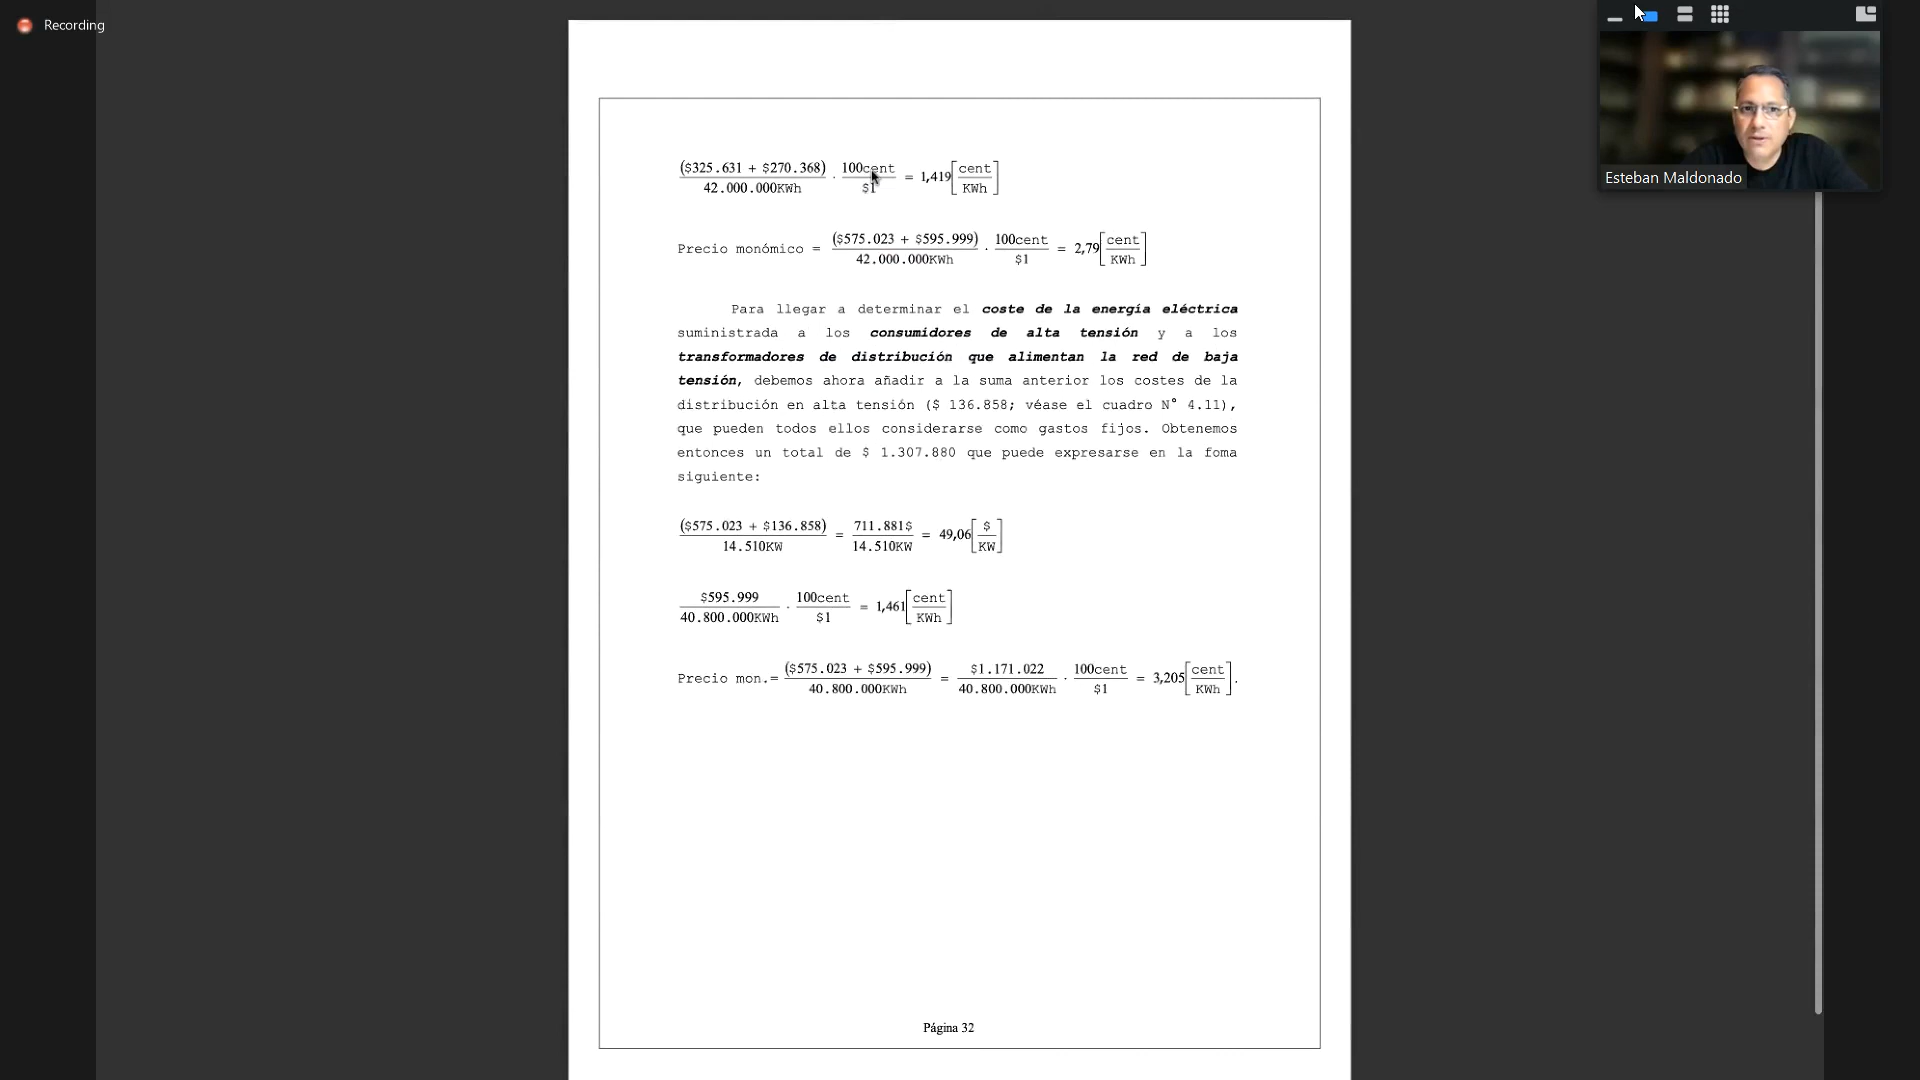 Recording
Esteban Maldonado
($325.631 + $270.368) / 42.000.000KWh · 100cent / $1 = 1,419 [cent / KWh]
Precio monómico = ($575.023 + $595.999) / 42.000.000KWh · 100cent / $1 = 2,79 [cent / KWh]
Para llegar a determinar el coste de la energía eléctrica
suministrada a los consumidores de alta tensión y a los
transformadores de distribución que alimentan la red de baja
tensión, debemos ahora añadir a la suma anterior los costes de la
distribución en alta tensión ($ 136.858; véase el cuadro N° 4.11),
que pueden todos ellos considerarse como gastos fijos. Obtenemos
entonces un total de $ 1.307.880 que puede expresarse en la foma
siguiente:
($575.023 + $136.858) / 14.510KW = 711.881$ / 14.510KW = 49,06 [$ / KW]
$595.999 / 40.800.000KWh · 100cent / $1 = 1,461 [cent / KWh]
Precio mon.= ($575.023 + $595.999) / 40.800.000KWh = $1.171.022 / 40.800.000KWh · 100cent / $1 = 3,205 [cent / KWh].
Página 32